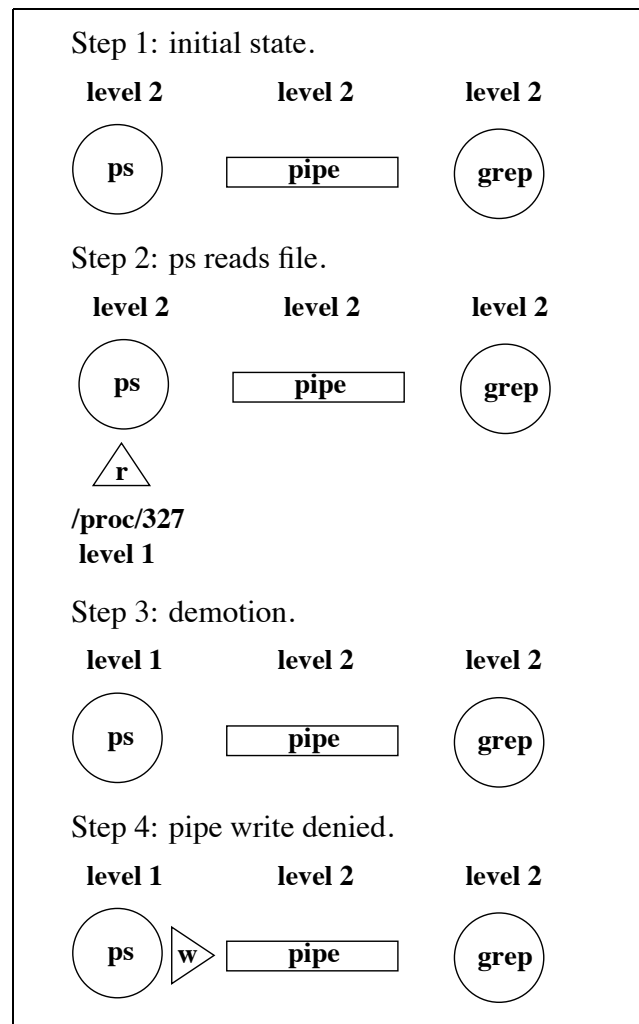 Step 1: initial state.
level 2 level 2 level 2
ps pipe grep
Step 2: ps reads file.
level 2 level 2 level 2
ps pipe grep
r
/proc/327
level 1
Step 3: demotion.
level 1 level 2 level 2
ps pipe grep
Step 4: pipe write denied.
level 1 level 2 level 2
ps w pipe grep